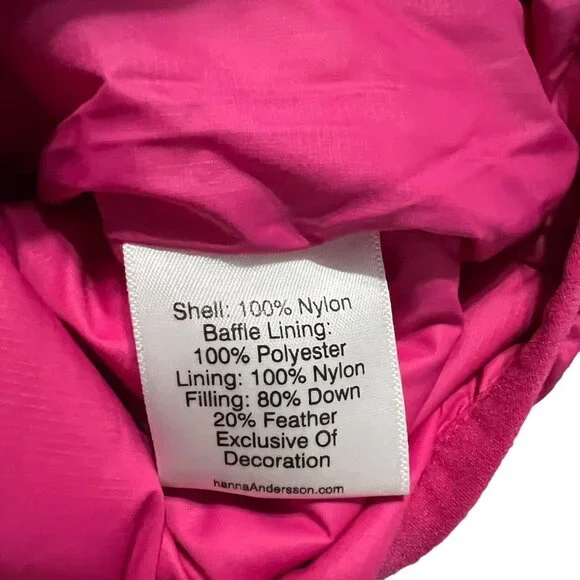 Shell: 100% Nylon
Baffle Lining:
100% Polyester
Lining: 100% Nylon
Filling: 80% Down
20% Feather
Exclusive Of
Decoration
hannaAndersson.com